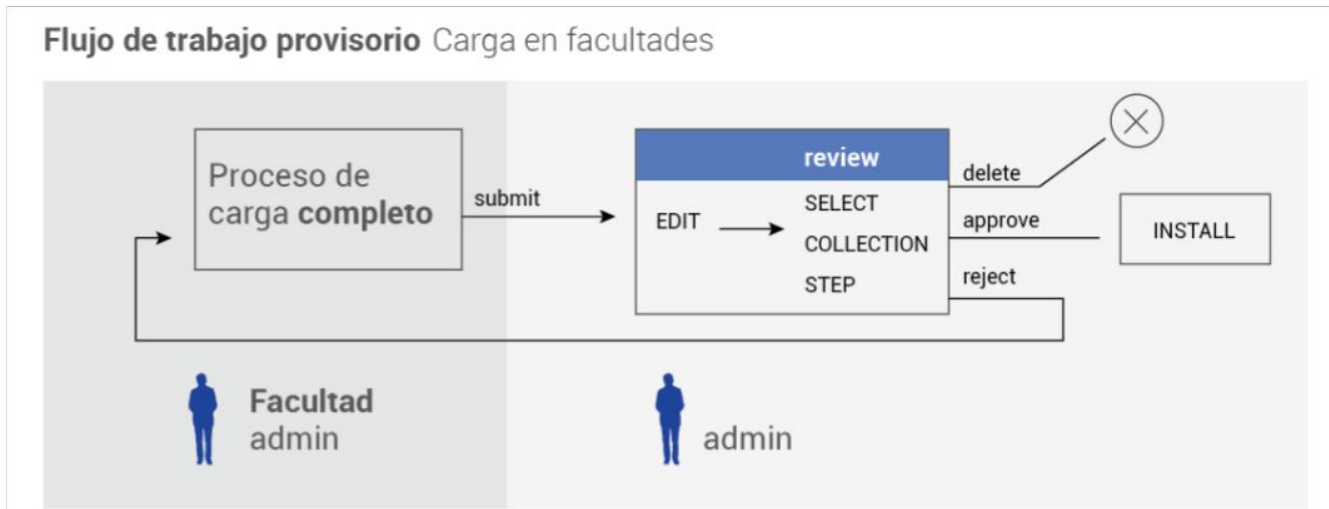 Flujo de trabajo provisorio Carga en facultades
Proceso de
carga completo
submit
review
EDIT
SELECT
COLLECTION
STEP
delete
approve
reject
INSTALL
Facultad
admin
admin